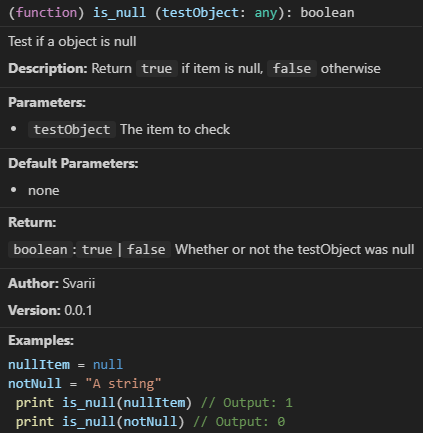 (function) is_null (testObject: any): boolean
Test if a object is null
Description: Return true if item is null, false otherwise
Parameters:
• testObject The item to check
Default Parameters:
• none
Return:
boolean:true|false Whether or not the testObject was null
Author: Svarii
Version: 0.0.1
Examples:
nullItem = null
notNull = "A string"
print is_null(nullItem) // Output: 1
print is_null(notNull) // Output: 0